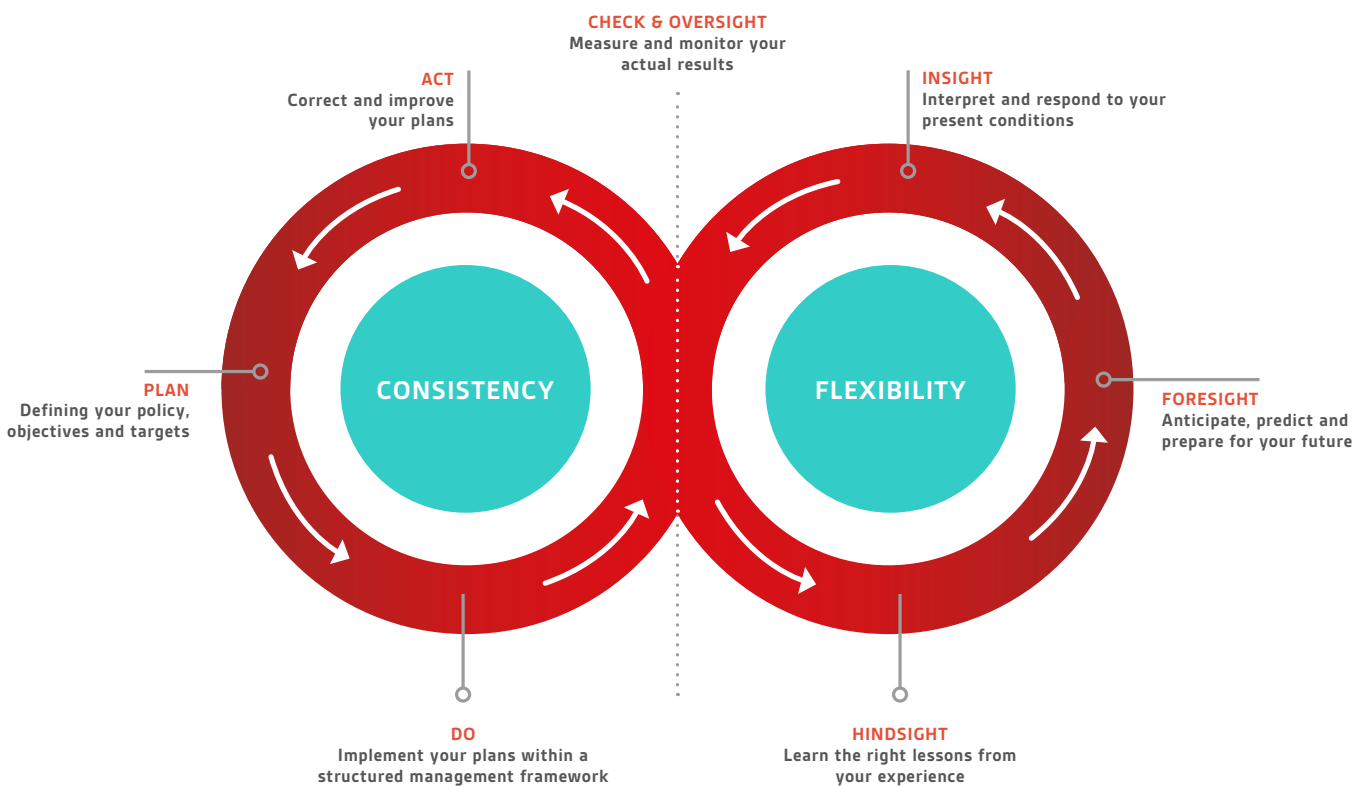 CHECK & OVERSIGHT
Measure and monitor your
actual results
ACT
Correct and improve
your plans
INSIGHT
Interpret and respond to your
present conditions
CONSISTENCY
FLEXIBILITY
PLAN
Defining your policy,
objectives and targets
FORESIGHT
Anticipate, predict and
prepare for your future
DO
Implement your plans within a
structured management framework
HINDSIGHT
Learn the right lessons from
your experience